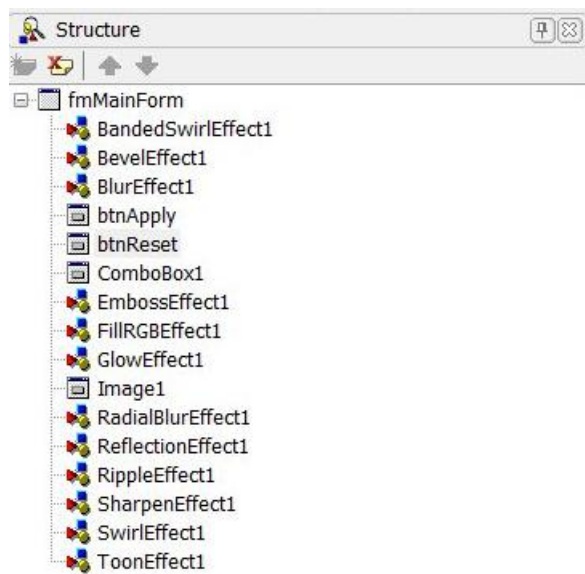 Structure
fmMainForm
BandedSwirlEffect1
BevelEffect1
BlurEffect1
btnApply
btnReset
ComboBox1
EmbossEffect1
FillRGBEffect1
GlowEffect1
Image1
RadialBlurEffect1
ReflectionEffect1
RippleEffect1
SharpenEffect1
SwirlEffect1
ToonEffect1